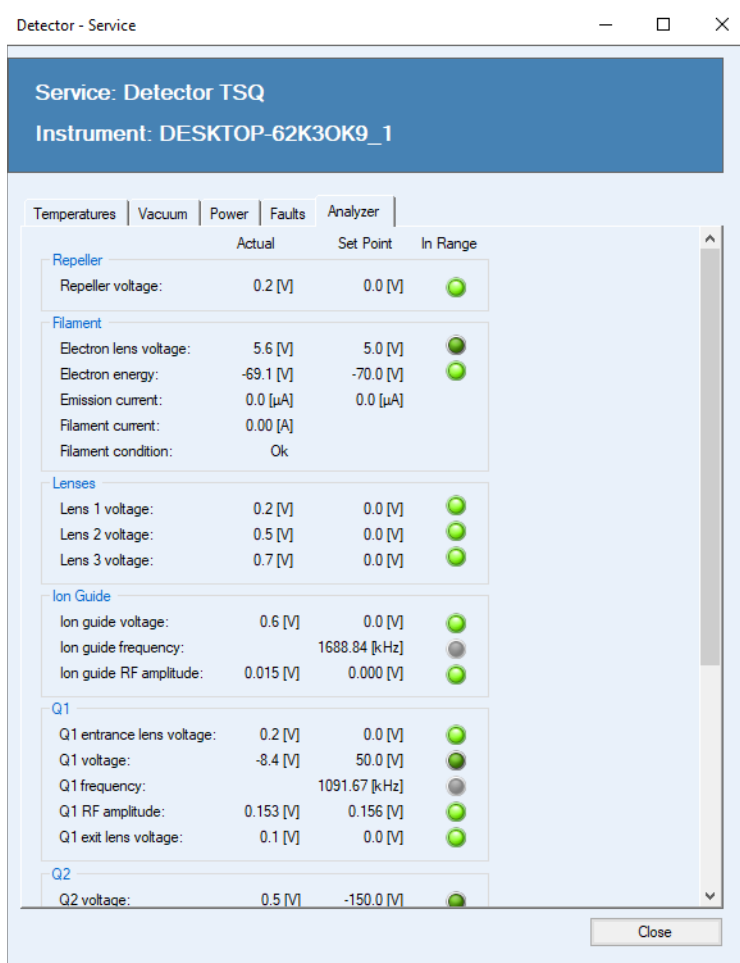 Detector - Service
Service: Detector TSQ
Instrument: DESKTOP-62K3OK9_1
Temperatures Vacuum Power Faults Analyzer
Actual Set Point In Range
Repeller
Repeller voltage: 0.2 [V] 0.0 [V]
Filament
Electron lens voltage: 5.6 [V] 5.0 [V]
Electron energy: -69.1 [V] -70.0 [V]
Emission current: 0.0 [µA] 0.0 [µA]
Filament current: 0.00 [A]
Filament condition: Ok
Lenses
Lens 1 voltage: 0.2 [V] 0.0 [V]
Lens 2 voltage: 0.5 [V] 0.0 [V]
Lens 3 voltage: 0.7 [V] 0.0 [V]
Ion Guide
Ion guide voltage: 0.6 [V] 0.0 [V]
Ion guide frequency: 1688.84 [kHz]
Ion guide RF amplitude: 0.015 [V] 0.000 [V]
Q1
Q1 entrance lens voltage: 0.2 [V] 0.0 [V]
Q1 voltage: -8.4 [V] 50.0 [V]
Q1 frequency: 1091.67 [kHz]
Q1 RF amplitude: 0.153 [V] 0.156 [V]
Q1 exit lens voltage: 0.1 [V] 0.0 [V]
Q2
Q2 voltage: 0.5 [V] -150.0 [V]
Close